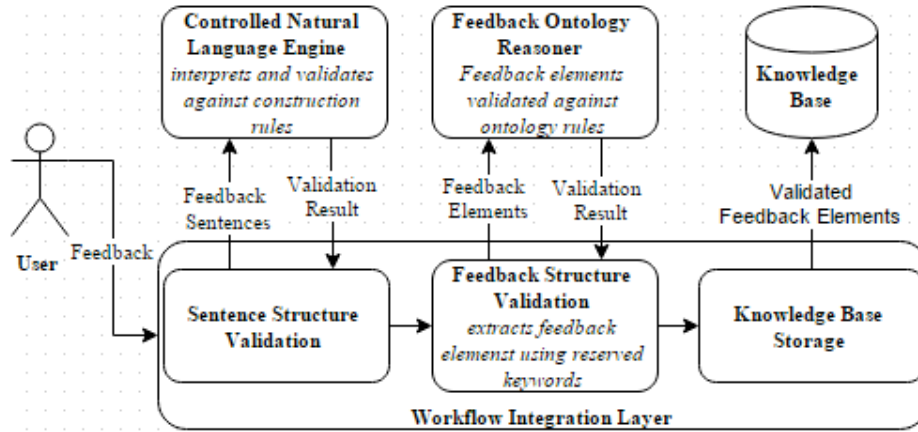 Controlled Natural
Language Engine
interprets and validates
against construction
rules
Feedback Ontology
Reasoner
Feedback elements
validated against
ontology rules
Knowledge
Base
Feedback
Sentences
Validation
Result
Feedback
Elements
Validation
Result
Validated
Feedback Elements
User
Feedback
Sentence Structure
Validation
Feedback Structure
Validation
extracts feedback
elemenst using reserved
keywords
Knowledge Base
Storage
Workflow Integration Layer